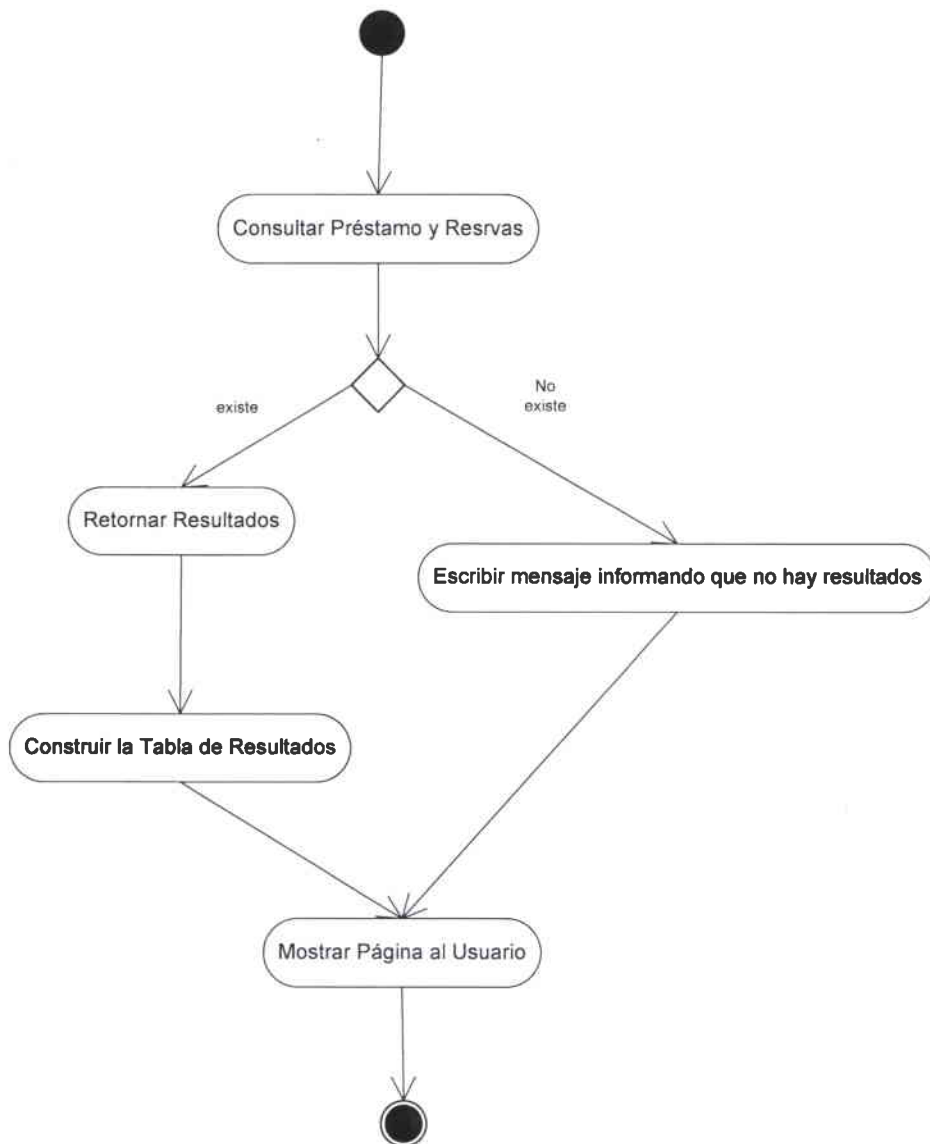 Consultar Préstamo y Resrvas
existe
No
existe
Retornar Resultados
Escribir mensaje informando que no hay resultados
Construir la Tabla de Resultados
Mostrar Página al Usuario